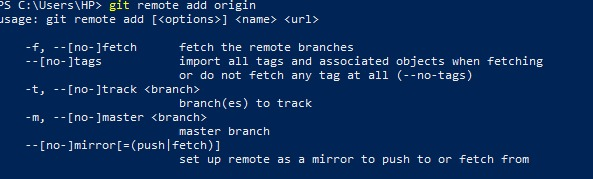 PS C:\Users\HP> git remote add origin
usage: git remote add [<options>] <name> <url>
-f, --[no-]fetch fetch the remote branches
--[no-]tags import all tags and associated objects when fetching
or do not fetch any tag at all (--no-tags)
-t, --[no-]track <branch>
branch(es) to track
-m, --[no-]master <branch>
master branch
--[no-]mirror[=(push|fetch)]
set up remote as a mirror to push to or fetch from